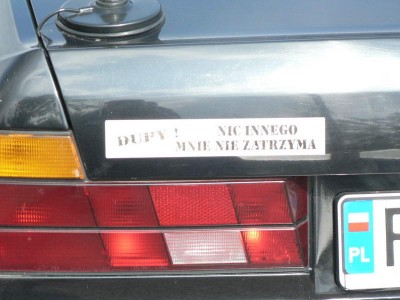 DUPY ! NIC INNEGO
MNIE NIE ZATRZYMA
PL